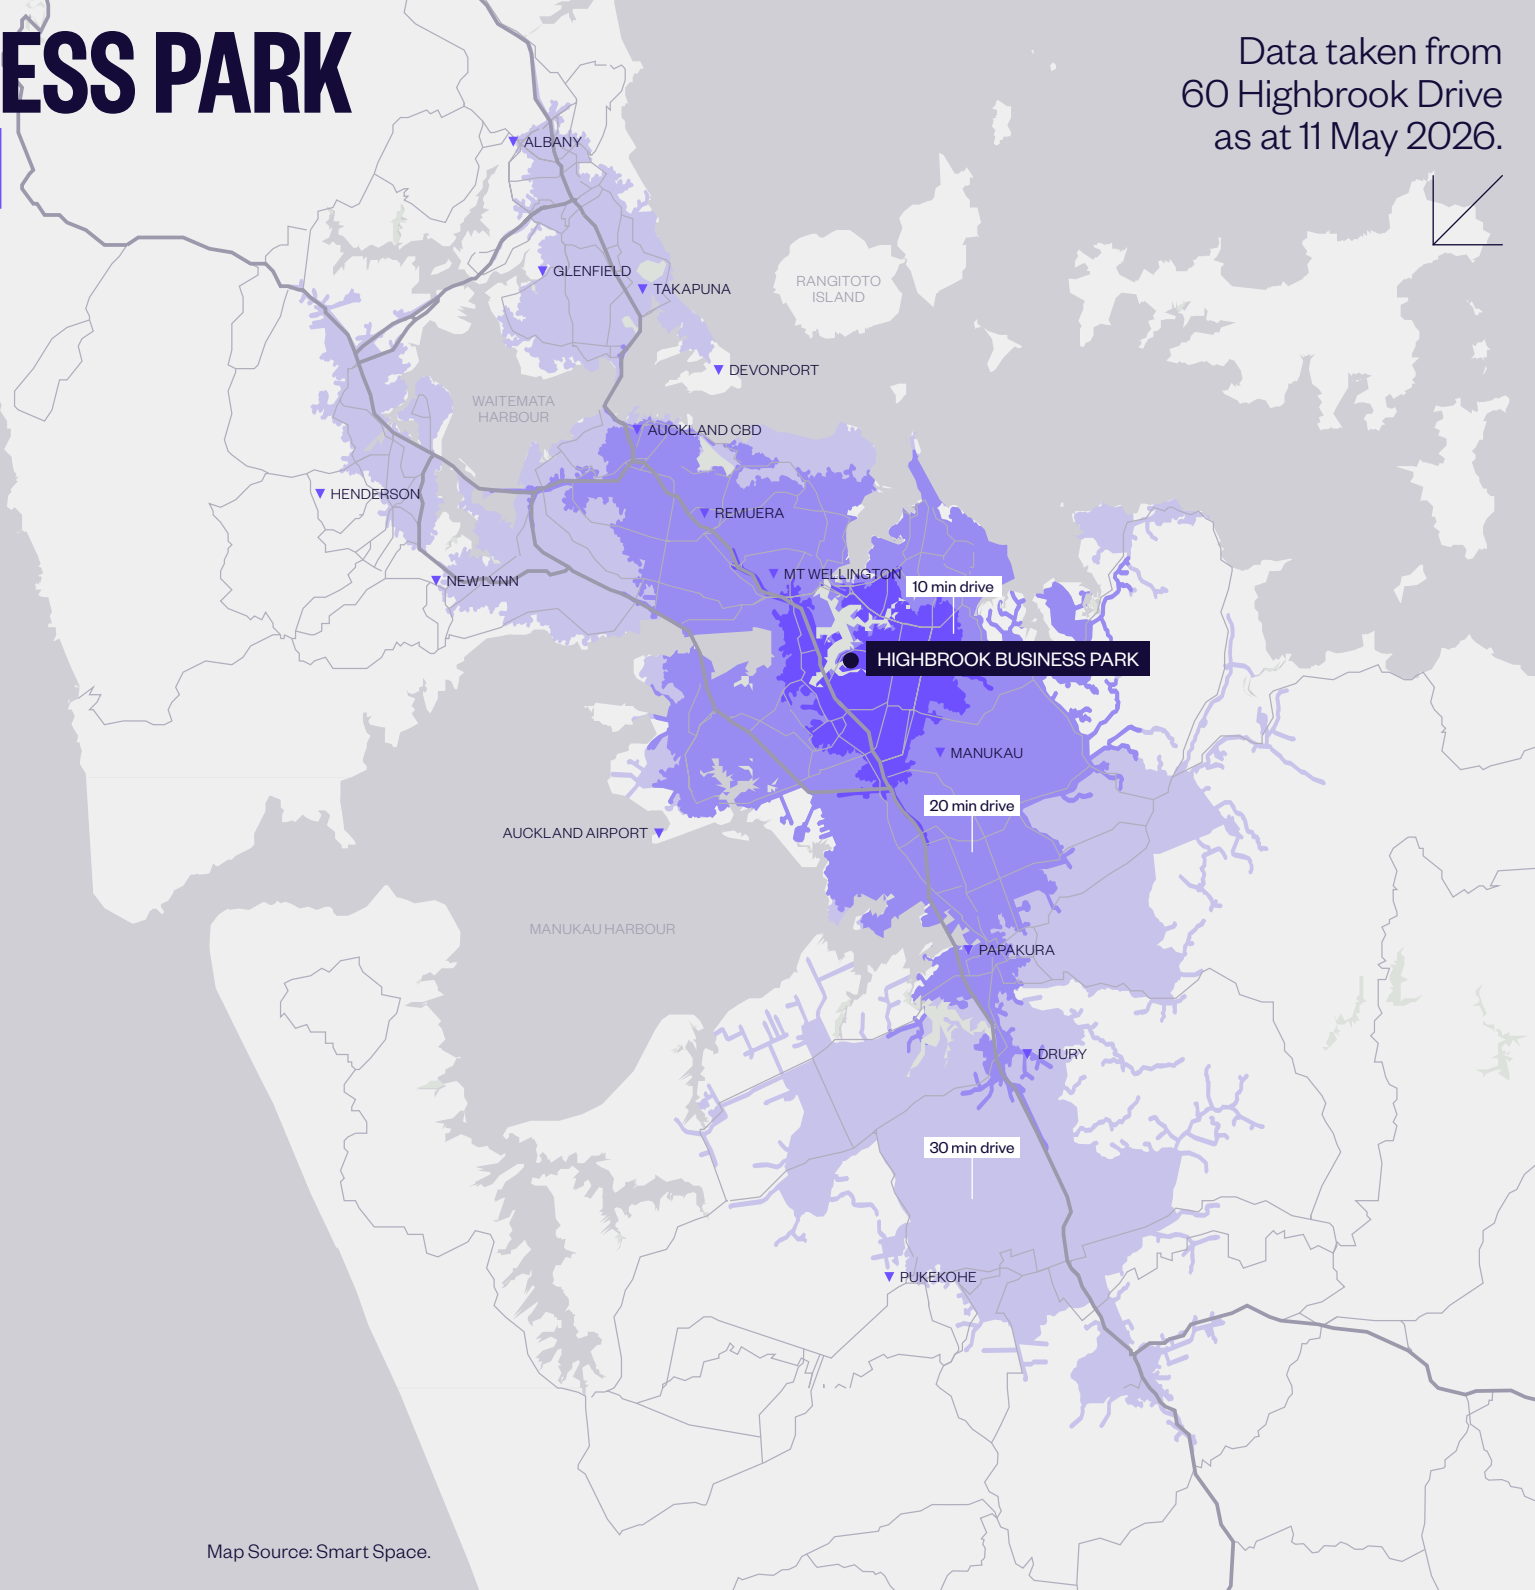 ESS PARK
Data taken from
60 Highbrook Drive
as at 11 May 2026.
ALBANY
GLENFIELD
TAKAPUNA
RANGITOTO
ISLAND
DEVONPORT
WAITEMATA
HARBOUR
AUCKLAND CBD
HENDERSON
REMUERA
MT WELLINGTON
NEW LYNN
10 min drive
HIGHBROOK BUSINESS PARK
MANUKAU
20 min drive
AUCKLAND AIRPORT
MANUKAU HARBOUR
PAPAKURA
DRURY
30 min drive
PUKEKOHE
Map Source: Smart Space.